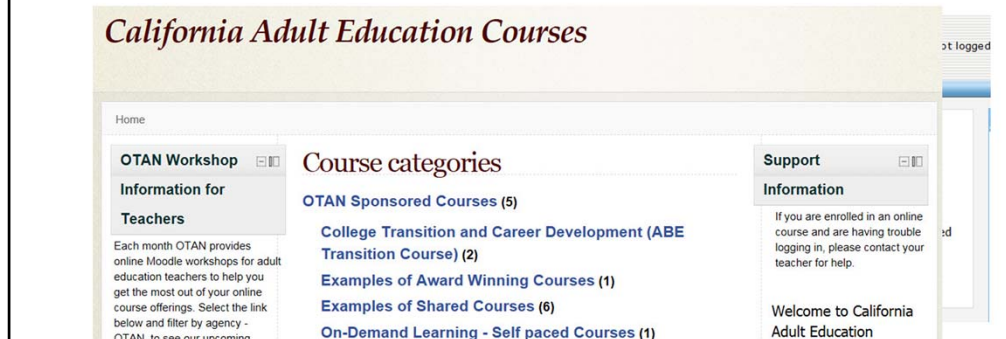 California Adult Education Courses
ot logged
Home
OTAN Workshop
Information for
Teachers
Each month OTAN provides
online Moodle workshops for adult
education teachers to help you
get the most out of your online
course offerings. Select the link
below and filter by agency -
OTAN, to see our upcoming
Course categories
OTAN Sponsored Courses (5)
College Transition and Career Development (ABE
Transition Course) (2)
Examples of Award Winning Courses (1)
Examples of Shared Courses (6)
On-Demand Learning - Self paced Courses (1)
Support
Information
If you are enrolled in an online
course and are having trouble
logging in, please contact your
teacher for help.
ed
Welcome to California
Adult Education